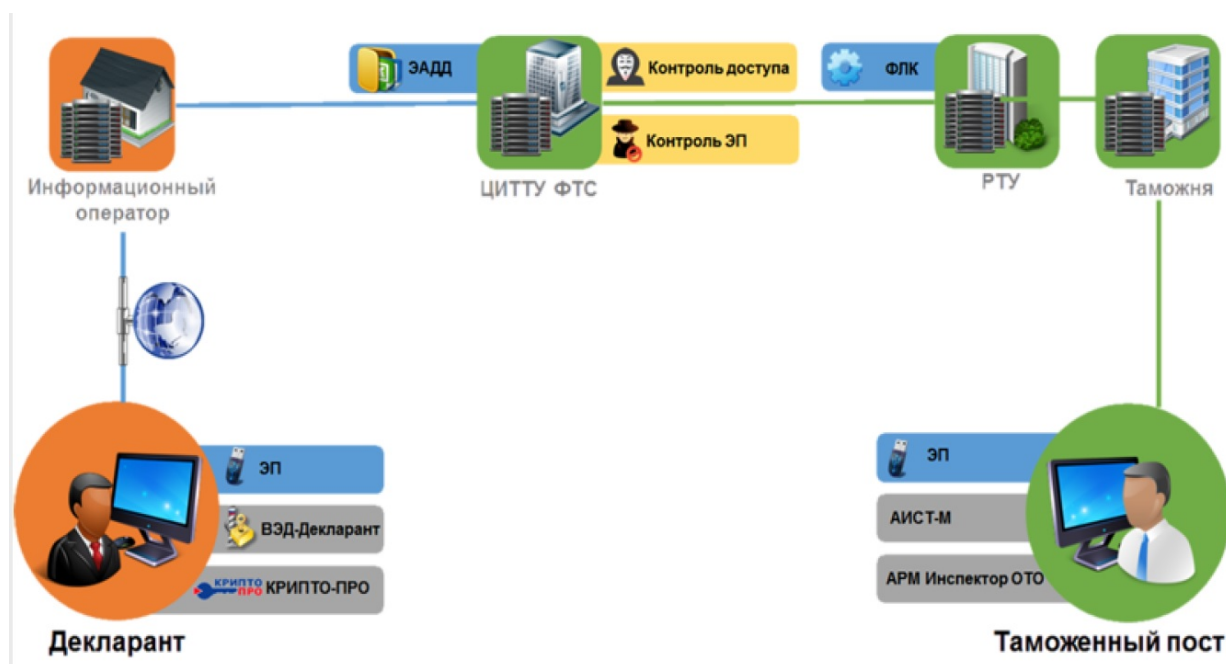 ЭАДД
Контроль доступа
ФЛК
Контроль ЭП
Информационный
оператор
ЦИТТУ ФТС
РТУ
Таможня
ЭП
ВЭД-Декларант
КРИПТО
ПРО
КРИПТО-ПРО
Декларант
ЭП
АИСТ-М
АРМ Инспектор ОТО
Таможенный пост